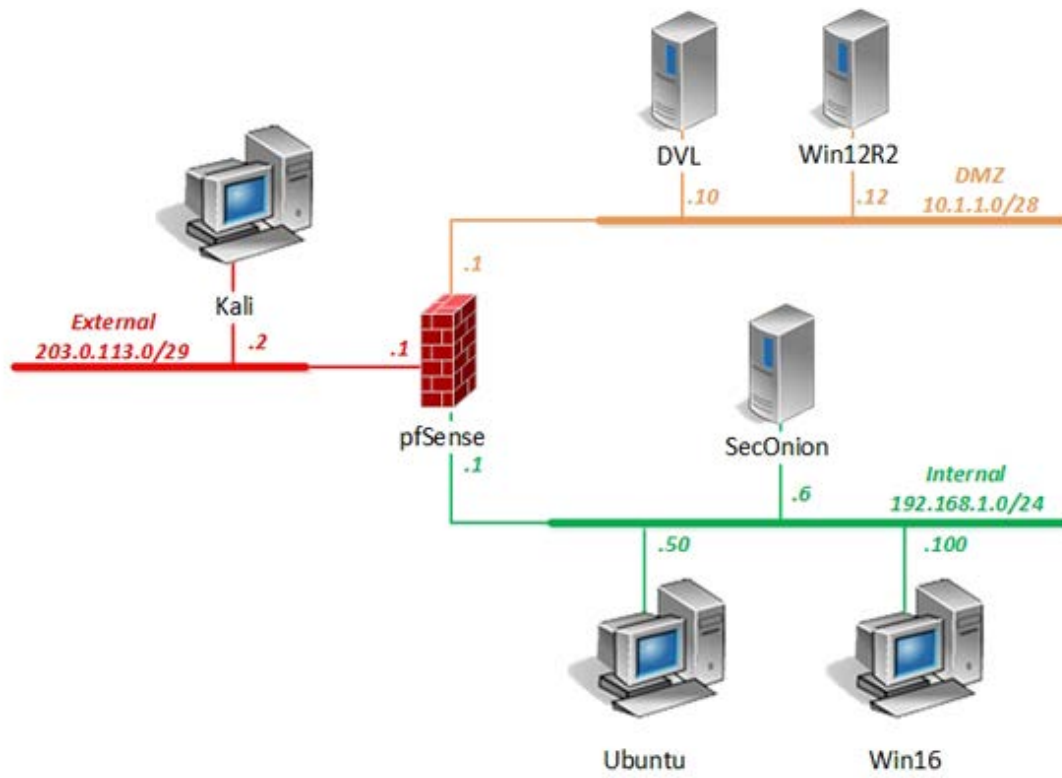 DVL
Win12R2
.10
.12
DMZ
10.1.1.0/28
.1
Kali
External
203.0.113.0/29
.2
.1
pfSense
.1
SecOnion
.6
Internal
192.168.1.0/24
.50
.100
Ubuntu
Win16